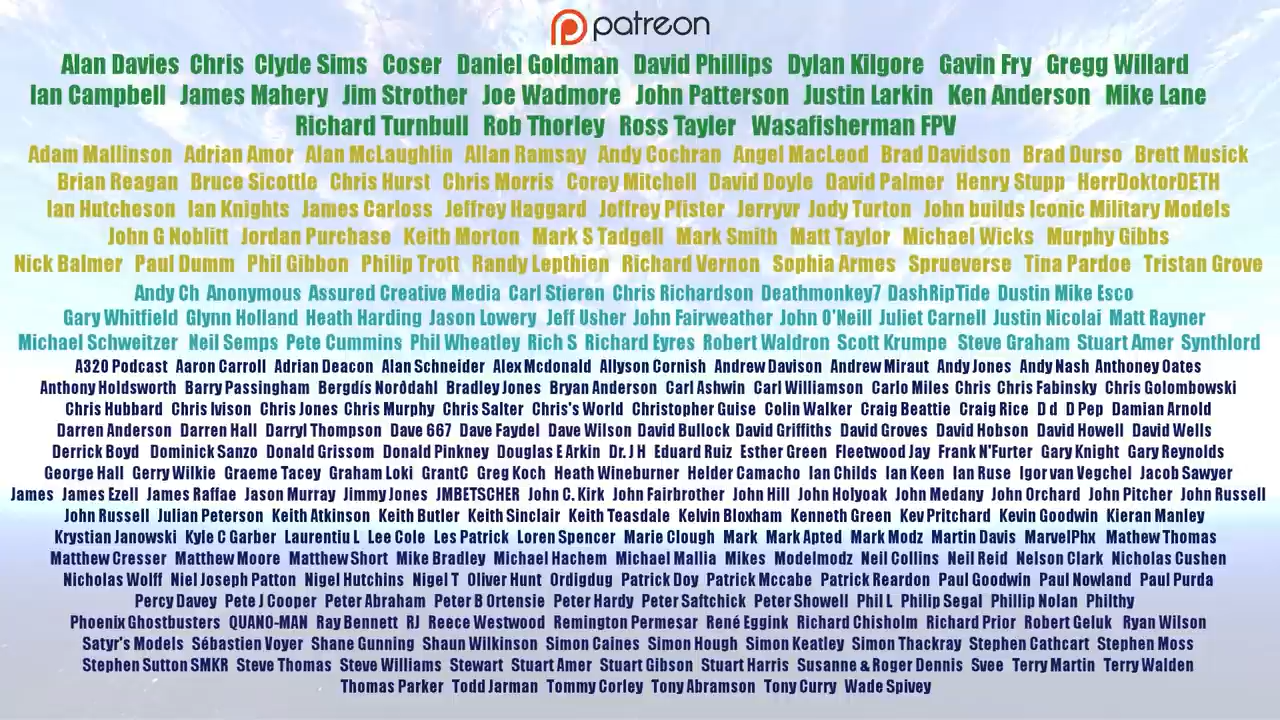 patreon
Alan Davies Chris Clyde Sims Coser Daniel Goldman David Phillips Dylan Kilgore Gavin Fry Gregg Willard
Ian Campbell James Mahery Jim Strother Joe Wadmore John Patterson Justin Larkin Ken Anderson Mike Lane
Richard Turnbull Rob Thorley Ross Tayler Wasafisherman FPV
Adam Mallinson Adrian Amor Alan McLaughlin Allan Ramsay Andy Cochran Angel MacLeod Brad Davidson Brad Durso Brett Musick
Brian Reagan Bruce Sicottle Chris Hurst Chris Morris Corey Mitchell David Doyle David Palmer Henry Stupp HerrDoktorDETH
Ian Hutcheson Ian Knights James Carloss Jeffrey Haggard Joffrey Pfister Jerryvr Jody Turton John builds Iconic Military Models
John G Noblitt Jordan Purchase Keith Morton Mark S Tadgell Mark Smith Matt Taylor Michael Wicks Murphy Gibbs
Nick Balmer Paul Dumm Phil Gibbon Philip Trott Randy Lepthien Richard Vernon Sophia Armes Sprueverse Tina Pardoe Tristan Grove
Andy Ch Anonymous Assured Creative Media Carl Stieren Chris Richardson Deathmonkey7 DashRipTide Dustin Mike Esco
Gary Whitfield Glynn Holland Heath Harding Jason Lowery Jeff Usher John Fairweather John O'Neill Juliet Carnell Justin Nicolai Matt Rayner
Michael Schweitzer Neil Semps Pete Cummins Phil Wheatley Rich S Richard Eyres Robert Waldron Scott Krumpe Steve Graham Stuart Amer Synthlord
A320 Podcast Aaron Carroll Adrian Deacon Alan Schneider Alex Mcdonald Allyson Cornish Andrew Davison Andrew Miraut Andy Jones Andy Nash Anthoney Oates
Anthony Holdsworth Barry Passingham Bergdís Norðdahl Bradley Jones Bryan Anderson Carl Ashwin Carl Williamson Carlo Miles Chris Chris Fabinsky Chris Golombowski
Chris Hubbard Chris Ivison Chris Jones Chris Murphy Chris Salter Chris's World Christopher Guise Colin Walker Craig Beattie Craig Rice D d D Pep Damian Arnold
Darren Anderson Darren Hall Darryl Thompson Dave 667 Dave Faydel Dave Wilson David Bullock David Griffiths David Groves David Hobson David Howell David Wells
Derrick Boyd Dominick Sanzo Donald Grissom Donald Pinkney Douglas E Arkin Dr. J H Eduard Ruiz Esther Green Fleetwood Jay Frank N'Furter Gary Knight Gary Reynolds
George Hall Gerry Wilkie Graeme Tacey Graham Loki GrantC Greg Koch Heath Wineburner Helder Camacho Ian Childs Ian Keen Ian Ruse Igor van Vegchel Jacob Sawyer
James James Ezell James Raffae Jason Murray Jimmy Jones JMBETSCHER John C. Kirk John Fairbrother John Hill John Holyoak John Medany John Orchard John Pitcher John Russell
John Russell Julian Peterson Keith Atkinson Keith Butler Keith Sinclair Keith Teasdale Kelvin Bloxham Kenneth Green Kev Pritchard Kevin Goodwin Kieran Manley
Krystian Janowski Kyle C Garber Laurentiu L Lee Cole Les Patrick Loren Spencer Marie Clough Mark Mark Apted Mark Modz Martin Davis MarvelPhx Mathew Thomas
Matthew Cresser Matthew Moore Matthew Short Mike Bradley Michael Hachem Michael Mallia Mikes Modelmodz Neil Collins Neil Reid Nelson Clark Nicholas Cushen
Nicholas Wolff Niel Joseph Patton Nigel Hutchins Nigel T Oliver Hunt Ordigdug Patrick Doy Patrick Mccabe Patrick Reardon Paul Goodwin Paul Nowland Paul Purda
Percy Davey Pete J Cooper Peter Abraham Peter B Ortensie Peter Hardy Peter Saftchick Peter Showell Phil L Philip Segal Phillip Nolan Philthy
Phoenix Ghostbusters QUANO-MAN Ray Bennett RJ Reece Westwood Remington Permesar René Eggink Richard Chisholm Richard Prior Robert Geluk Ryan Wilson
Satyr's Models Sébastien Voyer Shane Gunning Shaun Wilkinson Simon Caines Simon Hough Simon Keatley Simon Thackray Stephen Cathcart Stephen Moss
Stephen Sutton SMKR Steve Thomas Steve Williams Stewart Stuart Amer Stuart Gibson Stuart Harris Susanne & Roger Dennis Svee Terry Martin Terry Walden
Thomas Parker Todd Jarman Tommy Corley Tony Abramson Tony Curry Wade Spivey